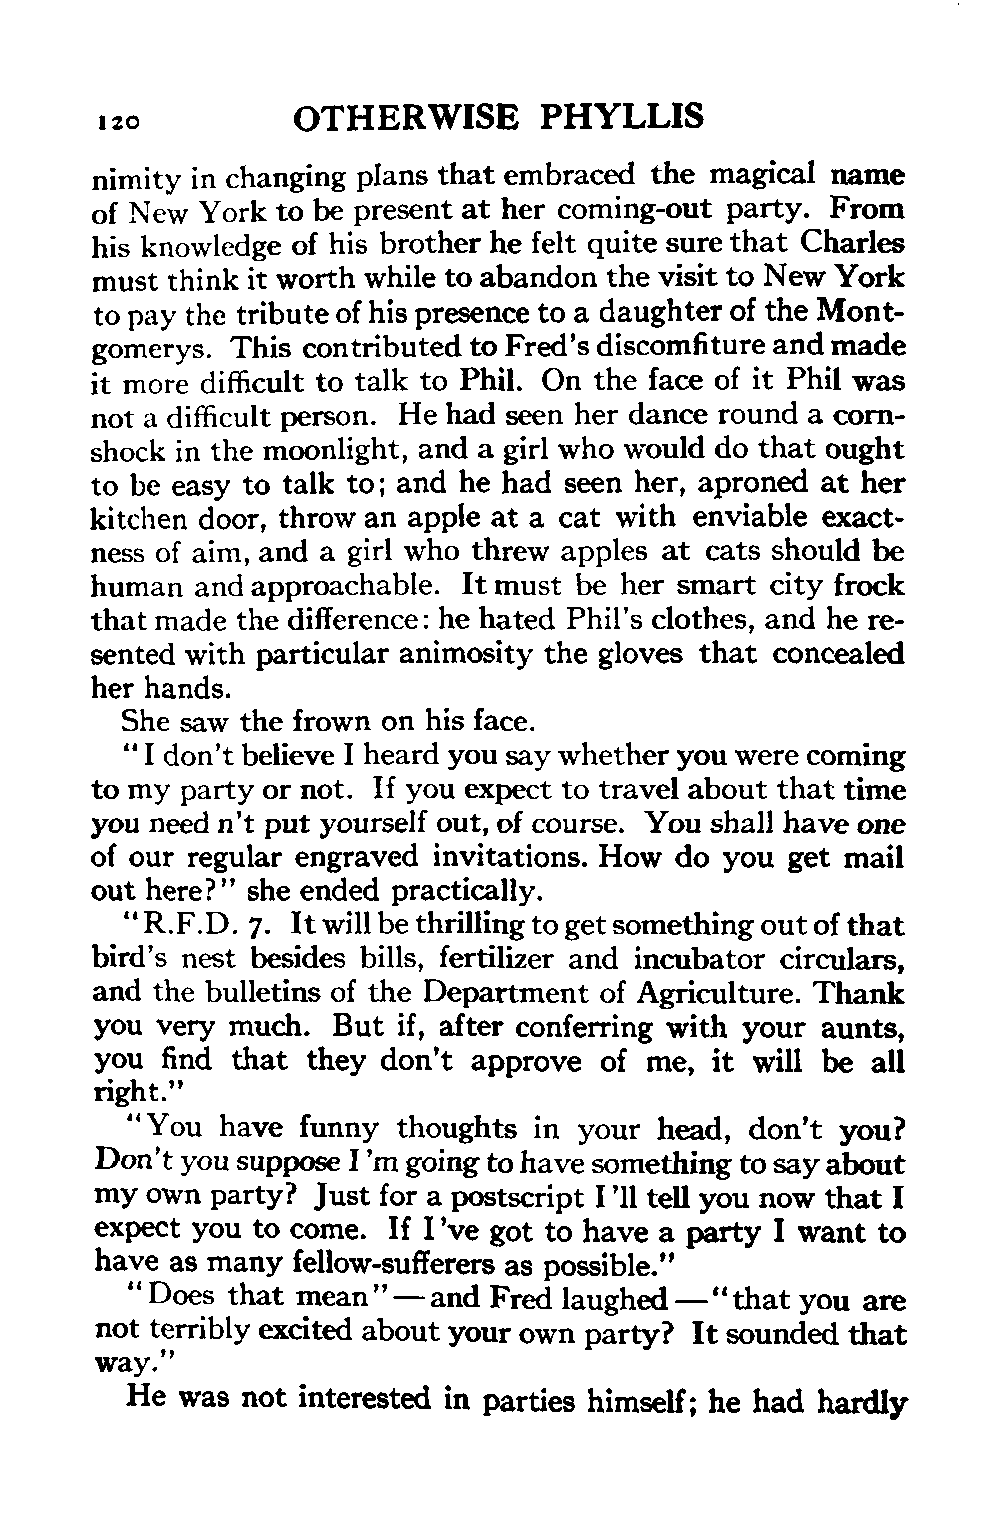 120 OTHERWISE PHYLLIS
nimity in changing plans that embraced the magical name
of New York to be present at her coming-out party. From
his knowledge of his brother he felt quite sure that Charles
must think it worth while to abandon the visit to New York
to pay the tribute of his presence to a daughter of the Mont-
gomerys. This contributed to Fred's discomfiture and made
it more difficult to talk to Phil. On the face of it Phil was
not a difficult person. He had seen her dance round a corn-
shock in the moonlight, and a girl who would do that ought
to be easy to talk to; and he had seen her, aproned at her
kitchen door, throw an apple at a cat with enviable exact-
ness of aim, and a girl who threw apples at cats should be
human and approachable. It must be her smart city frock
that made the difference: he hated Phil's clothes, and he re-
sented with particular animosity the gloves that concealed
her hands.
She saw the frown on his face.
"I don't believe I heard you say whether you were coming
to my party or not. If you expect to travel about that time
you need n't put yourself out, of course. You shall have one
of our regular engraved invitations. How do you get mail
out here?" she ended practically.
"R.F.D. 7. It will be thrilling to get something out of that
bird's nest besides bills, fertilizer and incubator circulars,
and the bulletins of the Department of Agriculture. Thank
you very much. But if, after conferring with your aunts,
you find that they don't approve of me, it will be all
right."
"You have funny thoughts in your head, don't you?
Don't you suppose I 'm going to have something to say about
my own party? Just for a postscript I 'll tell you now that I
expect you to come. If I 've got to have a party I want to
have as many fellow-sufferers as possible."
"Does that mean"—and Fred laughed—"that you are
not terribly excited about your own party? It sounded that
way."
He was not interested in parties himself; he had hardly